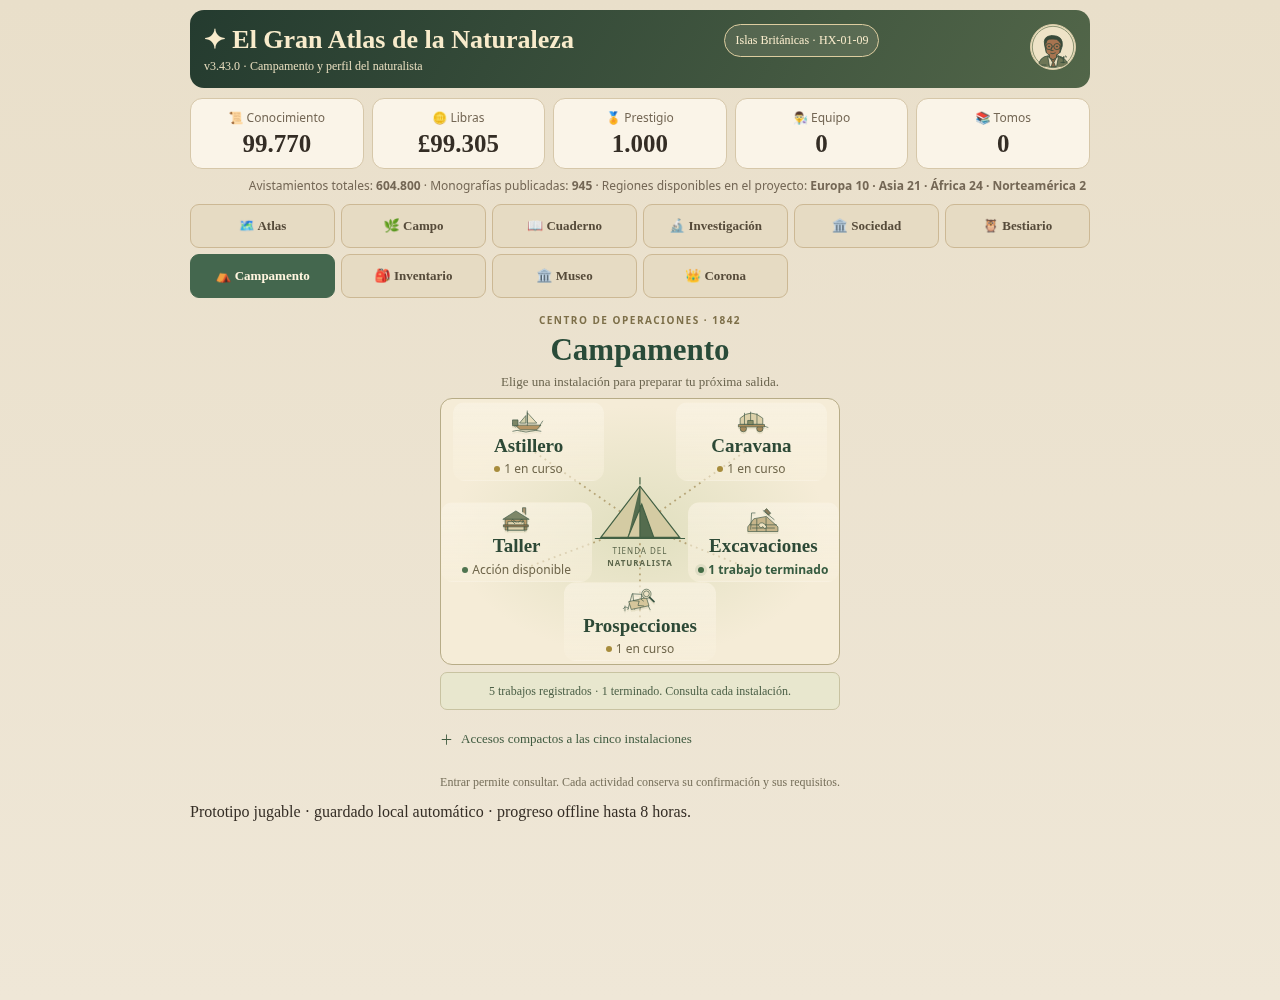 ✦ El Gran Atlas de la Naturaleza
v3.43.0 · Campamento y perfil del naturalista
Islas Británicas · HX-01-09
📜 Conocimiento
99.770
🪙 Libras
£99.305
🏅 Prestigio
1.000
👨‍🔬 Equipo
0
📚 Tomos
0
Avistamientos totales: 604.800 · Monografías publicadas: 945 · Regiones disponibles en el proyecto: Europa 10 · Asia 21 · África 24 · Norteamérica 2
🗺️ Atlas
🌿 Campo
📖 Cuaderno
🔬 Investigación
🏛️ Sociedad
🦉 Bestiario
⛺ Campamento
🎒 Inventario
🏛️ Museo
👑 Corona
CENTRO DE OPERACIONES · 1842
Campamento
Elige una instalación para preparar tu próxima salida.
Astillero
1 en curso
Caravana
1 en curso
Taller
Acción disponible
TIENDA DEL
NATURALISTA
Excavaciones
1 trabajo terminado
Prospecciones
1 en curso
5 trabajos registrados · 1 terminado. Consulta cada instalación.
+ Accesos compactos a las cinco instalaciones
Entrar permite consultar. Cada actividad conserva su confirmación y sus requisitos.
Prototipo jugable · guardado local automático · progreso offline hasta 8 horas.